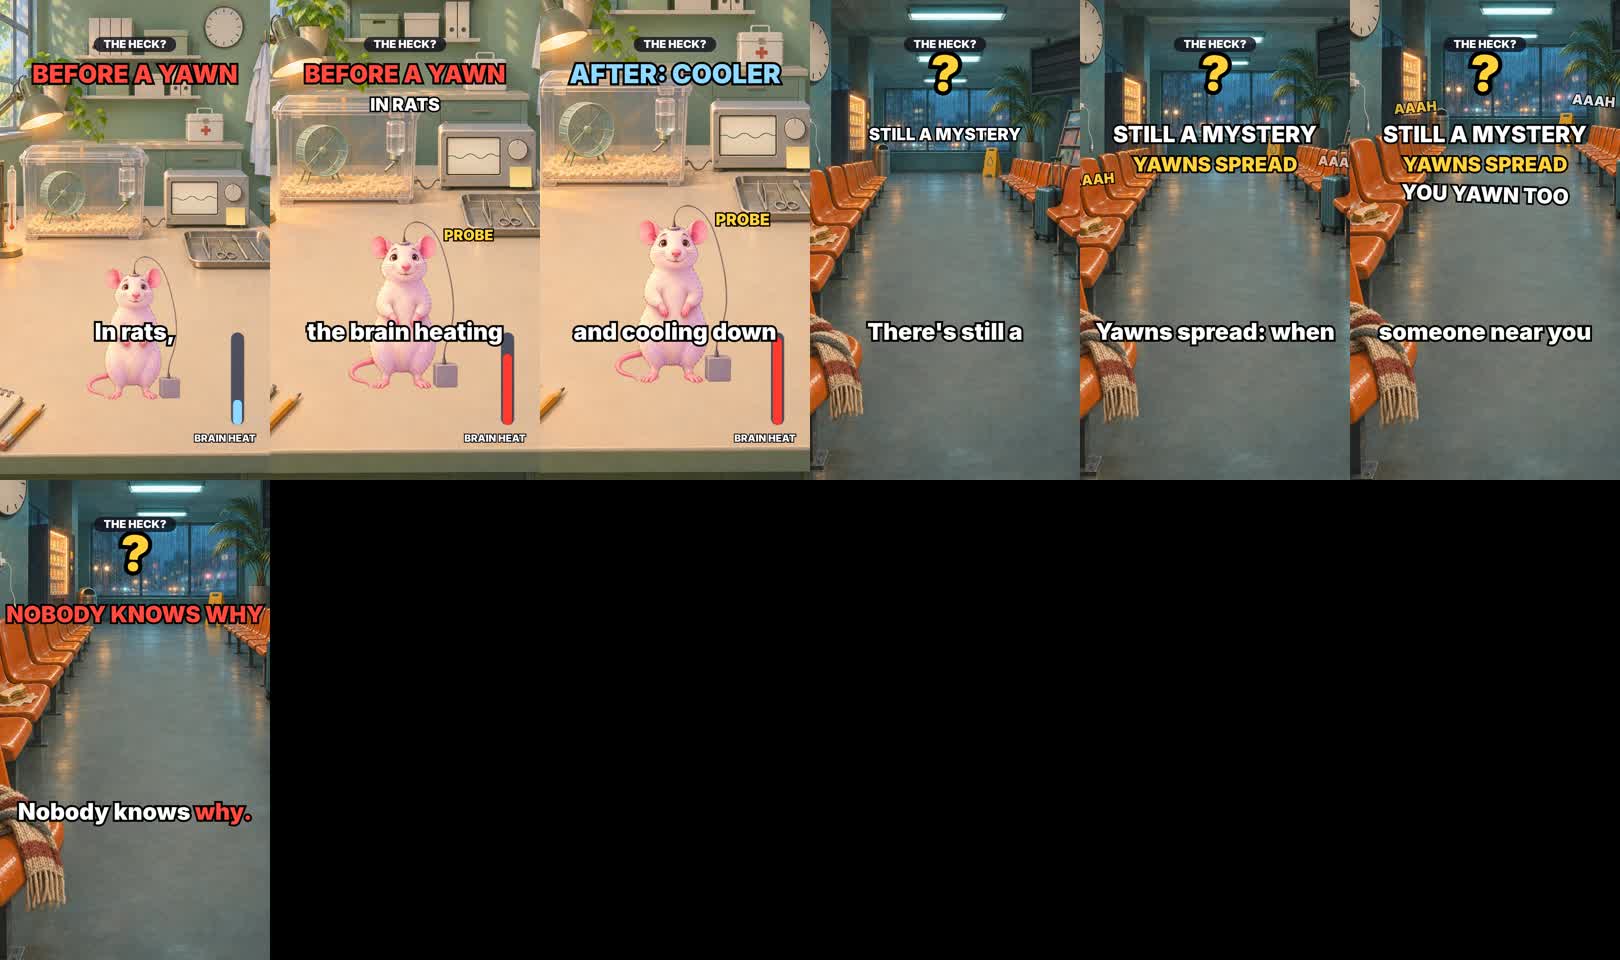 THE HECK?
BEFORE A YAWN
In rats,
BRAIN HEAT
THE HECK?
BEFORE A YAWN
IN RATS
PROBE
the brain heating
BRAIN HEAT
THE HECK?
AFTER: COOLER
PROBE
and cooling down
BRAIN HEAT
THE HECK?
?
STILL A MYSTERY
There's still a
THE HECK?
?
STILL A MYSTERY
YAWNS SPREAD
AAA
AAH
Yawns spread: when
THE HECK?
?
AAAH
AAAH
STILL A MYSTERY
YAWNS SPREAD
YOU YAWN TOO
someone near you
THE HECK?
?
NOBODY KNOWS WHY
Nobody knows why.